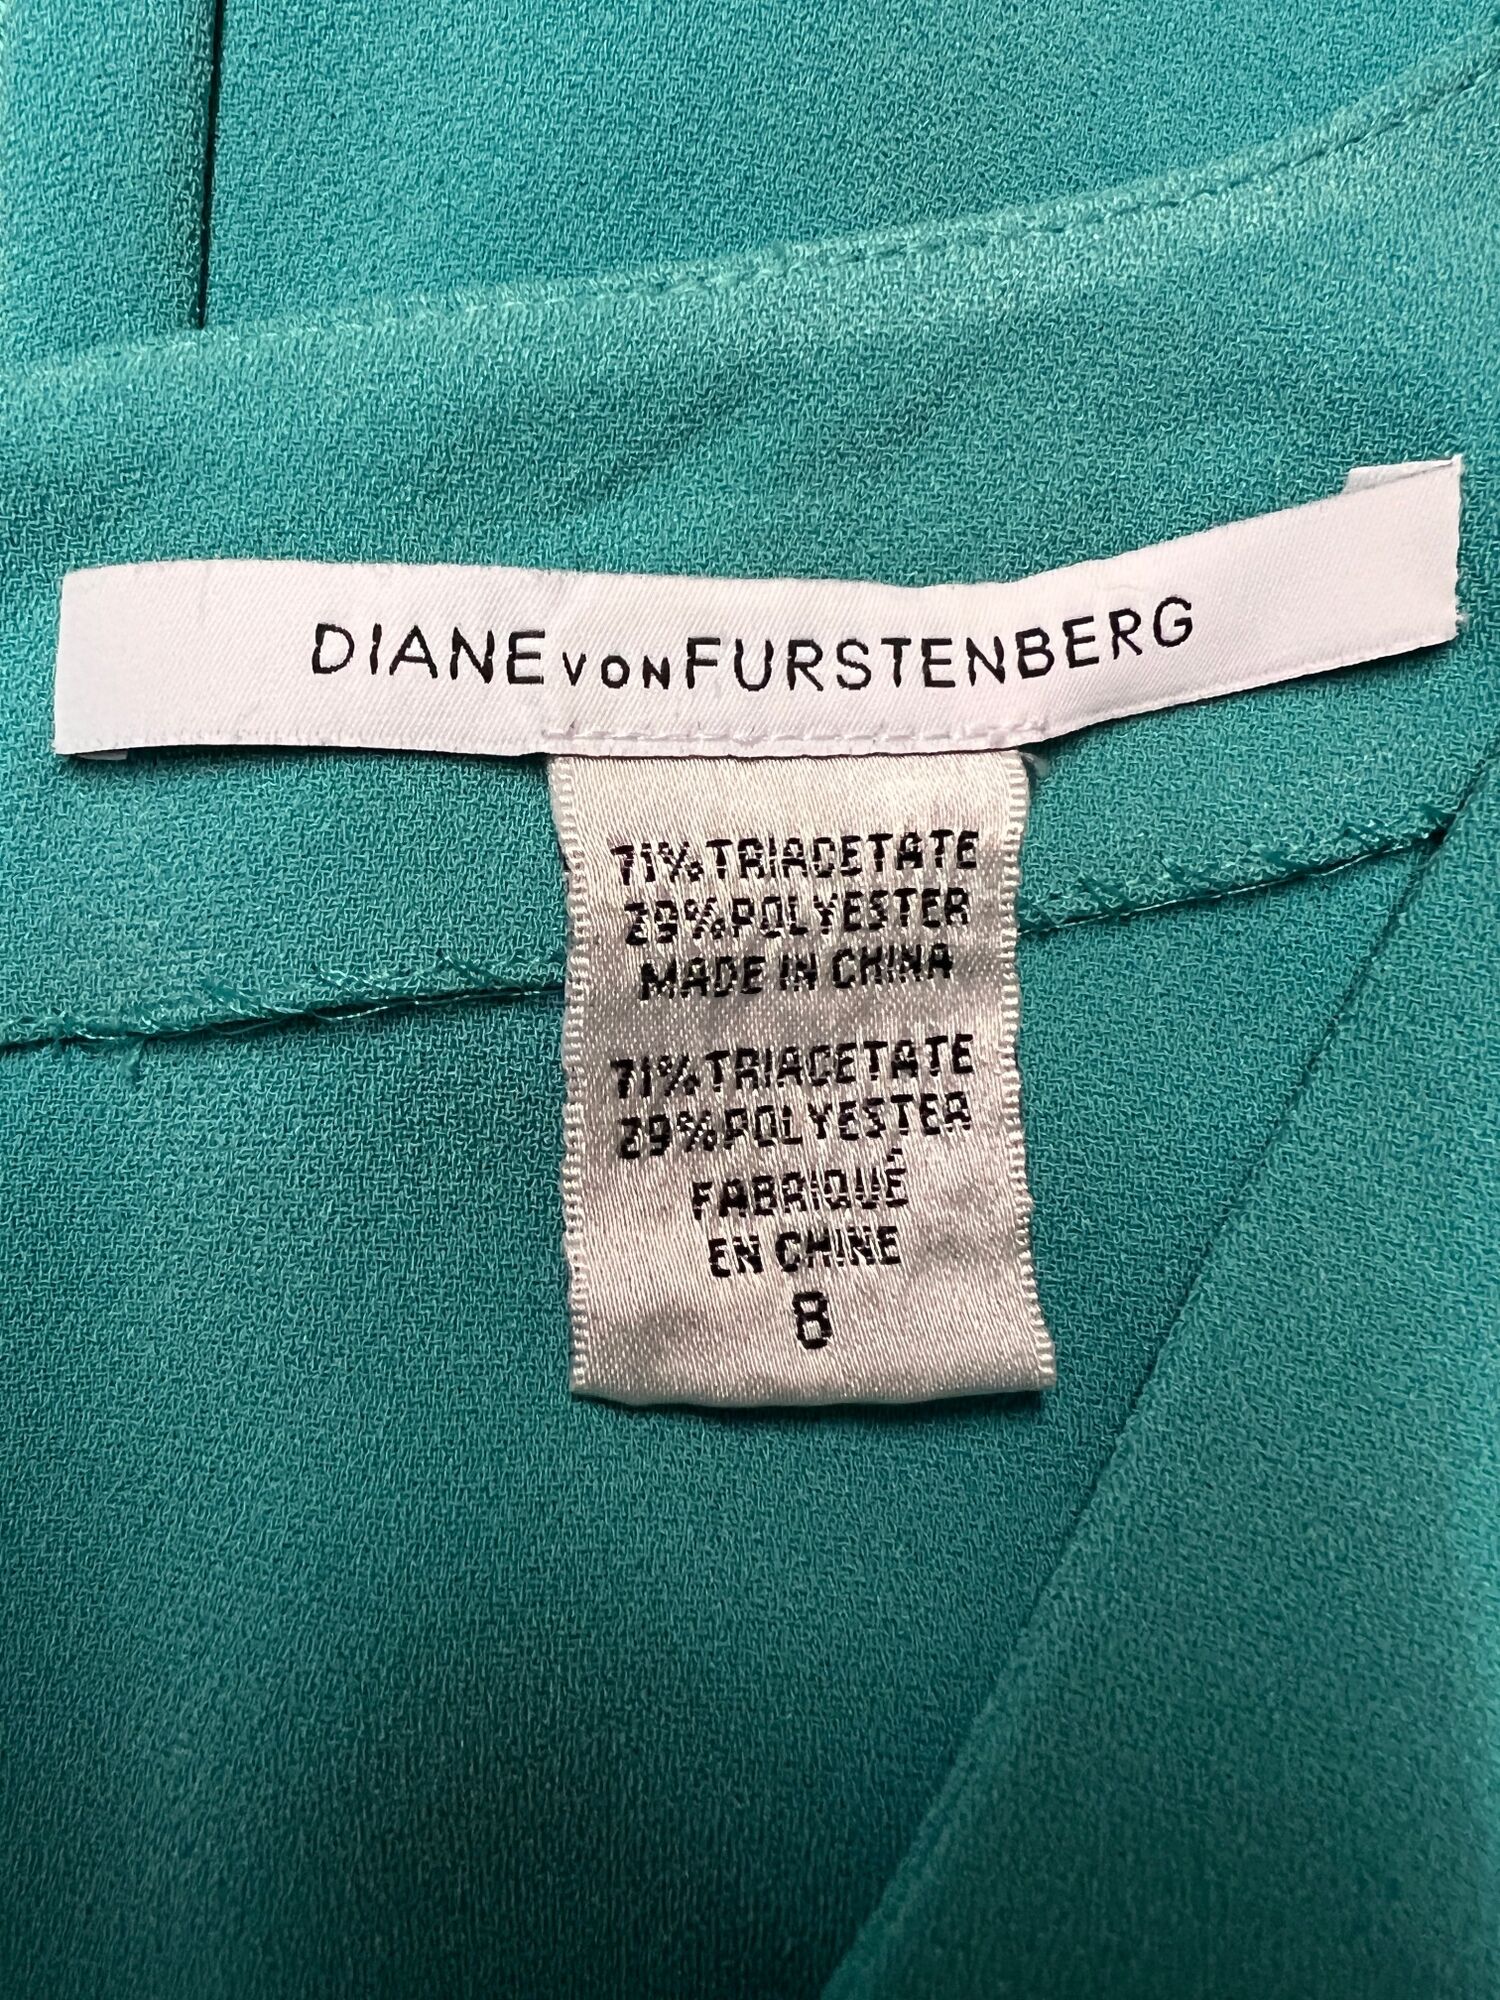 DIANE VON FURSTENBERG
71% TRIACETATE
29% POLYESTER
MADE IN CHINA
71% TRIACETATE
29% POLYESTER
FABRIQUÉ
EN CHINE
8